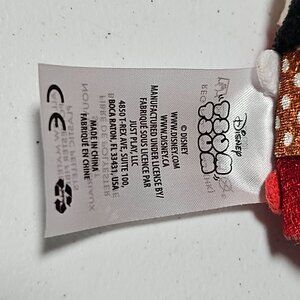 Disney
TSUM
TSUM
© DISNEY
WWW.DISNEY.CA
WWW.DISNEY.COM
MANUFACTURED UNDER LICENSE BY/
FABRIQUÉ SOUS LICENCE PAR
JUST PLAY, LLC
4850 T-REX AVE, SUITE 100,
BOCA RATON, FL 33431, USA
MADE IN CHINA
FABRIQUÉ EN CHINE
CE